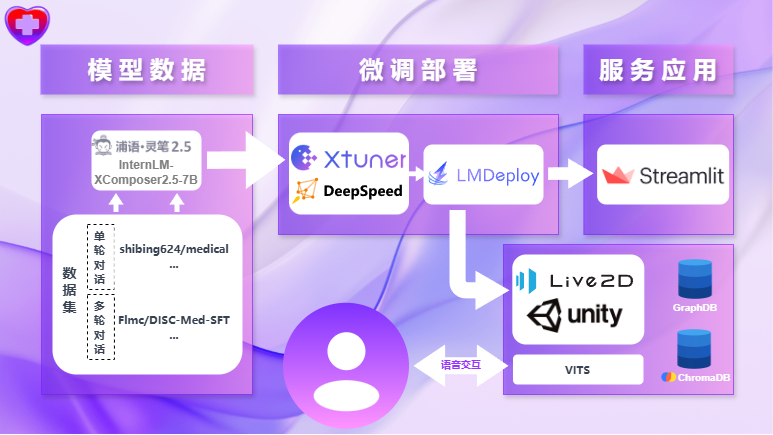 模型数据
微调部署
服务应用
浦语·灵笔2.5
InternLM-
XComposer2.5-7B
数据集
单轮对话
shibing624/medical
...
多轮对话
Flmc/DISC-Med-SFT
...
Xtuner
DeepSpeed
LMDeploy
Streamlit
Live2D
unity
VITS
GraphDB
ChromaDB
语音交互